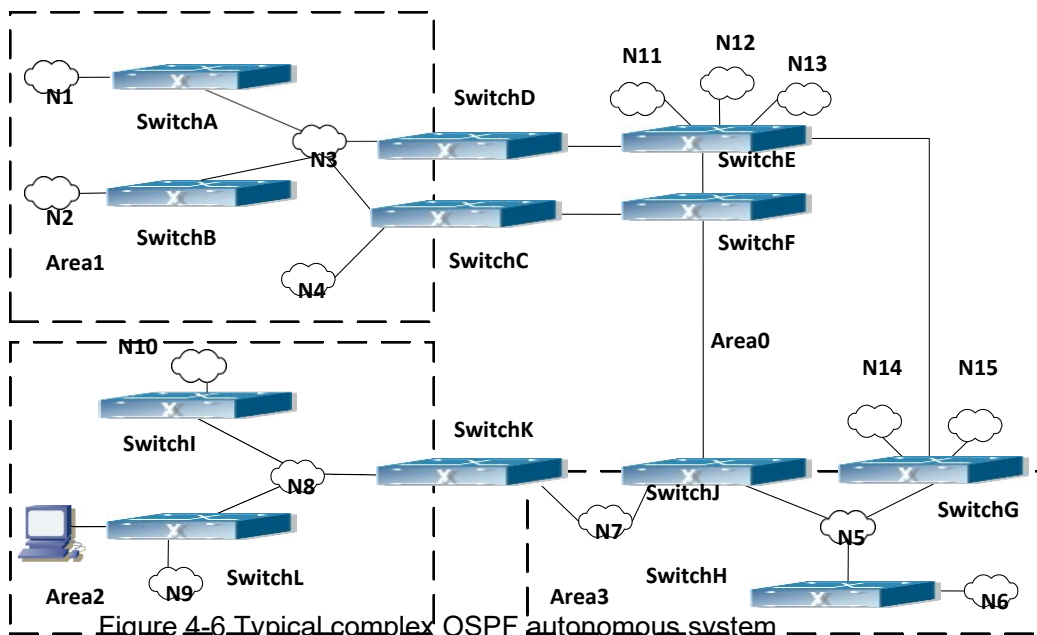 N1
SwitchA
N2
SwitchB
N3
Area1
N4
SwitchD
SwitchC
N11
N12
N13
SwitchE
SwitchF
Area0
N14
N15
N10
SwitchI
N8
SwitchK
SwitchJ
SwitchG
N7
N5
SwitchL
N9
Area2
SwitchH
Area3
N6
Figure 4-6 Typical complex OSPF autonomous system